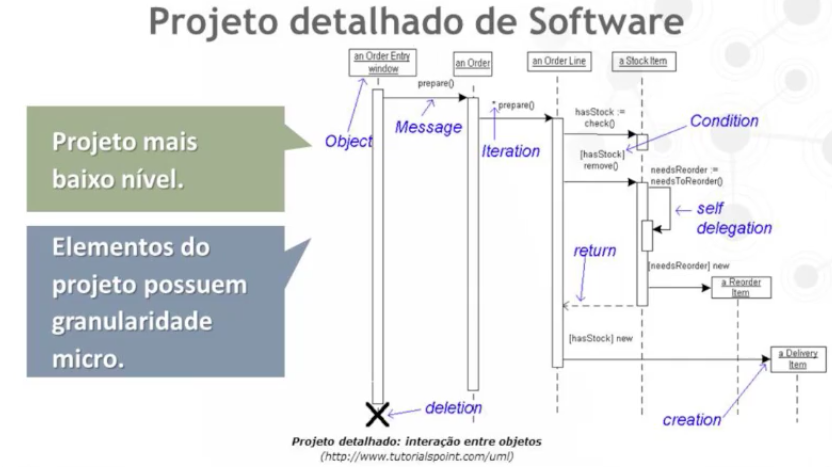 Projeto detalhado de Software
Projeto mais
baixo nível.
Elementos do
projeto possuem
granularidade
micro.
an Order Entry
window
an Order
an Order Line
a Stock Item
prepare()
* prepare()
hasStock :=
check()
Condition
Object
Message
Iteration
[hasStock]
remove()
needsReorder :=
needsToReorder()
self
delegation
return
[needsReorder] new
a Reorder
Item
[hasStock] new
a Delivery
Item
deletion
creation
Projeto detalhado: interação entre objetos
(http://www.tutorialspoint.com/uml)